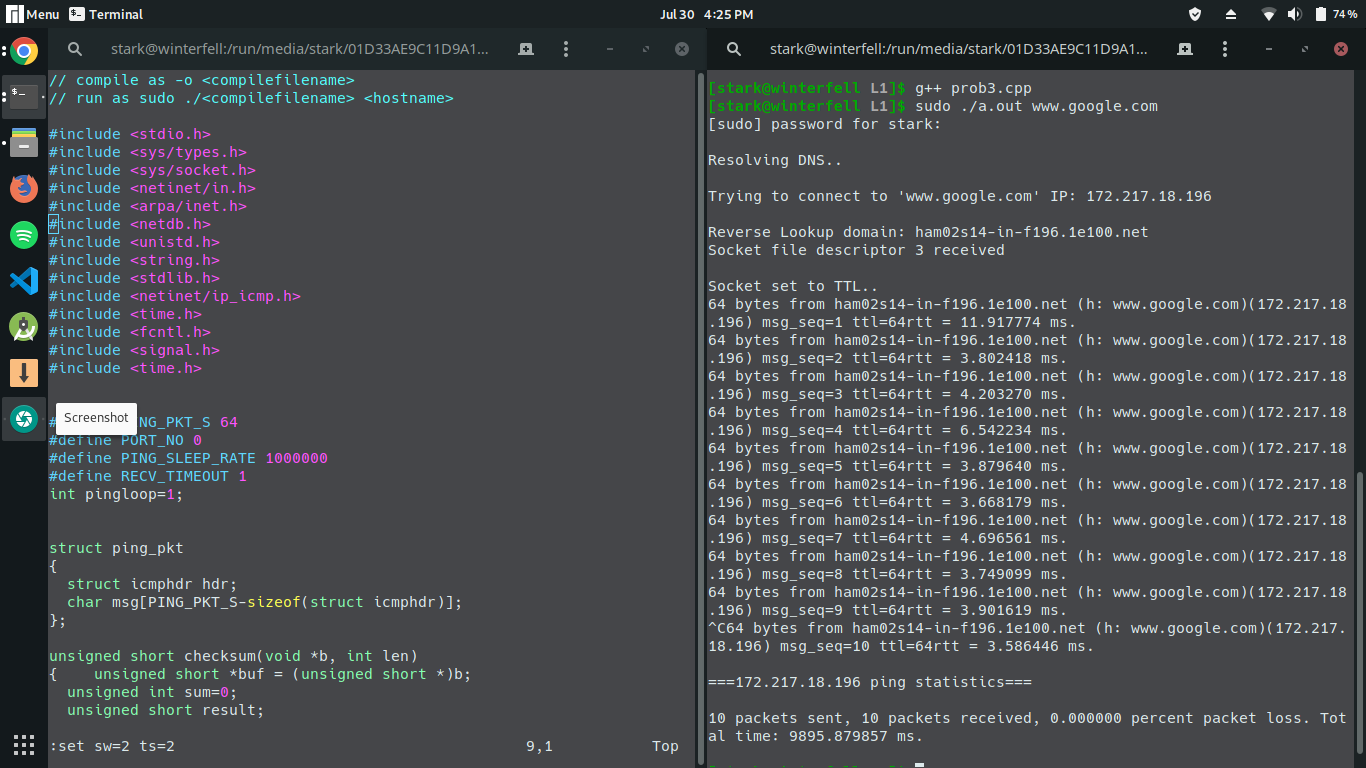 Menu Terminal Jul 30 4:25 PM 74 %
stark@winterfell:/run/media/stark/01D33AE9C11D9A1...
// compile as -o <compilefilename>
// run as sudo ./<compilefilename> <hostname>
#include <stdio.h>
#include <sys/types.h>
#include <sys/socket.h>
#include <netinet/in.h>
#include <arpa/inet.h>
#include <netdb.h>
#include <unistd.h>
#include <string.h>
#include <stdlib.h>
#include <netinet/ip_icmp.h>
#include <time.h>
#include <fcntl.h>
#include <signal.h>
#include <time.h>
Screenshot
# NG_PKT_S 64
#define PORT_NO 0
#define PING_SLEEP_RATE 1000000
#define RECV_TIMEOUT 1
int pingloop=1;
struct ping_pkt
{
struct icmphdr hdr;
char msg[PING_PKT_S-sizeof(struct icmphdr)];
};
unsigned short checksum(void *b, int len)
{    unsigned short *buf = (unsigned short *)b;
unsigned int sum=0;
unsigned short result;
:set sw=2 ts=2 9,1 Top
stark@winterfell:/run/media/stark/01D33AE9C11D9A1...
[stark@winterfell L1]$ g++ prob3.cpp
[stark@winterfell L1]$ sudo ./a.out www.google.com
[sudo] password for stark:
Resolving DNS..
Trying to connect to 'www.google.com' IP: 172.217.18.196
Reverse Lookup domain: ham02s14-in-f196.1e100.net
Socket file descriptor 3 received
Socket set to TTL..
64 bytes from ham02s14-in-f196.1e100.net (h: www.google.com)(172.217.18
.196) msg_seq=1 ttl=64rtt = 11.917774 ms.
64 bytes from ham02s14-in-f196.1e100.net (h: www.google.com)(172.217.18
.196) msg_seq=2 ttl=64rtt = 3.802418 ms.
64 bytes from ham02s14-in-f196.1e100.net (h: www.google.com)(172.217.18
.196) msg_seq=3 ttl=64rtt = 4.203270 ms.
64 bytes from ham02s14-in-f196.1e100.net (h: www.google.com)(172.217.18
.196) msg_seq=4 ttl=64rtt = 6.542234 ms.
64 bytes from ham02s14-in-f196.1e100.net (h: www.google.com)(172.217.18
.196) msg_seq=5 ttl=64rtt = 3.879640 ms.
64 bytes from ham02s14-in-f196.1e100.net (h: www.google.com)(172.217.18
.196) msg_seq=6 ttl=64rtt = 3.668179 ms.
64 bytes from ham02s14-in-f196.1e100.net (h: www.google.com)(172.217.18
.196) msg_seq=7 ttl=64rtt = 4.696561 ms.
64 bytes from ham02s14-in-f196.1e100.net (h: www.google.com)(172.217.18
.196) msg_seq=8 ttl=64rtt = 3.749099 ms.
64 bytes from ham02s14-in-f196.1e100.net (h: www.google.com)(172.217.18
.196) msg_seq=9 ttl=64rtt = 3.901619 ms.
^C64 bytes from ham02s14-in-f196.1e100.net (h: www.google.com)(172.217.
18.196) msg_seq=10 ttl=64rtt = 3.586446 ms.
===172.217.18.196 ping statistics===
10 packets sent, 10 packets received, 0.000000 percent packet loss. Tot
al time: 9895.879857 ms.